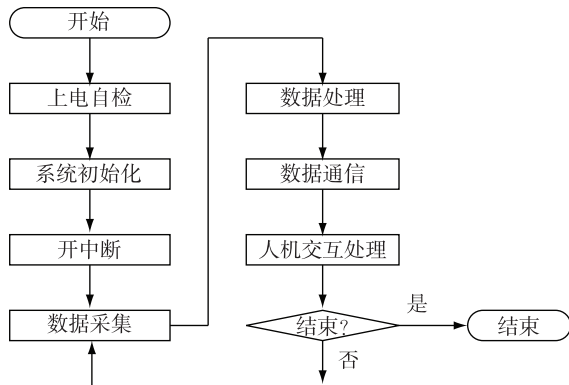 开始
上电自检
系统初始化
开中断
数据采集
数据处理
数据通信
人机交互处理
结束?
是
否
结束